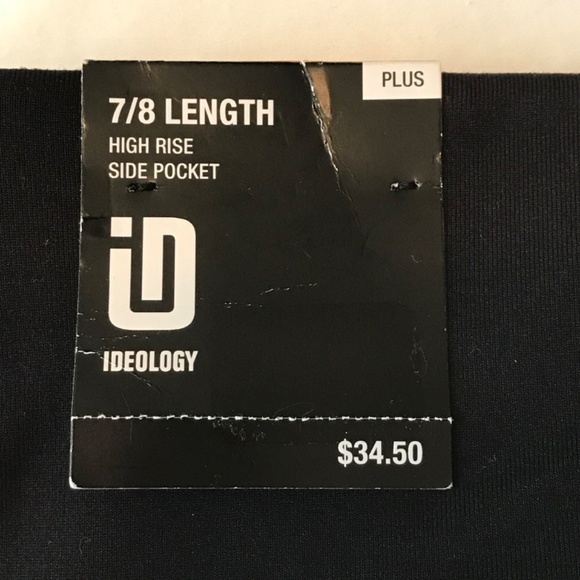 PLUS
7/8 LENGTH
HIGH RISE
SIDE POCKET
iD
IDEOLOGY
$34.50